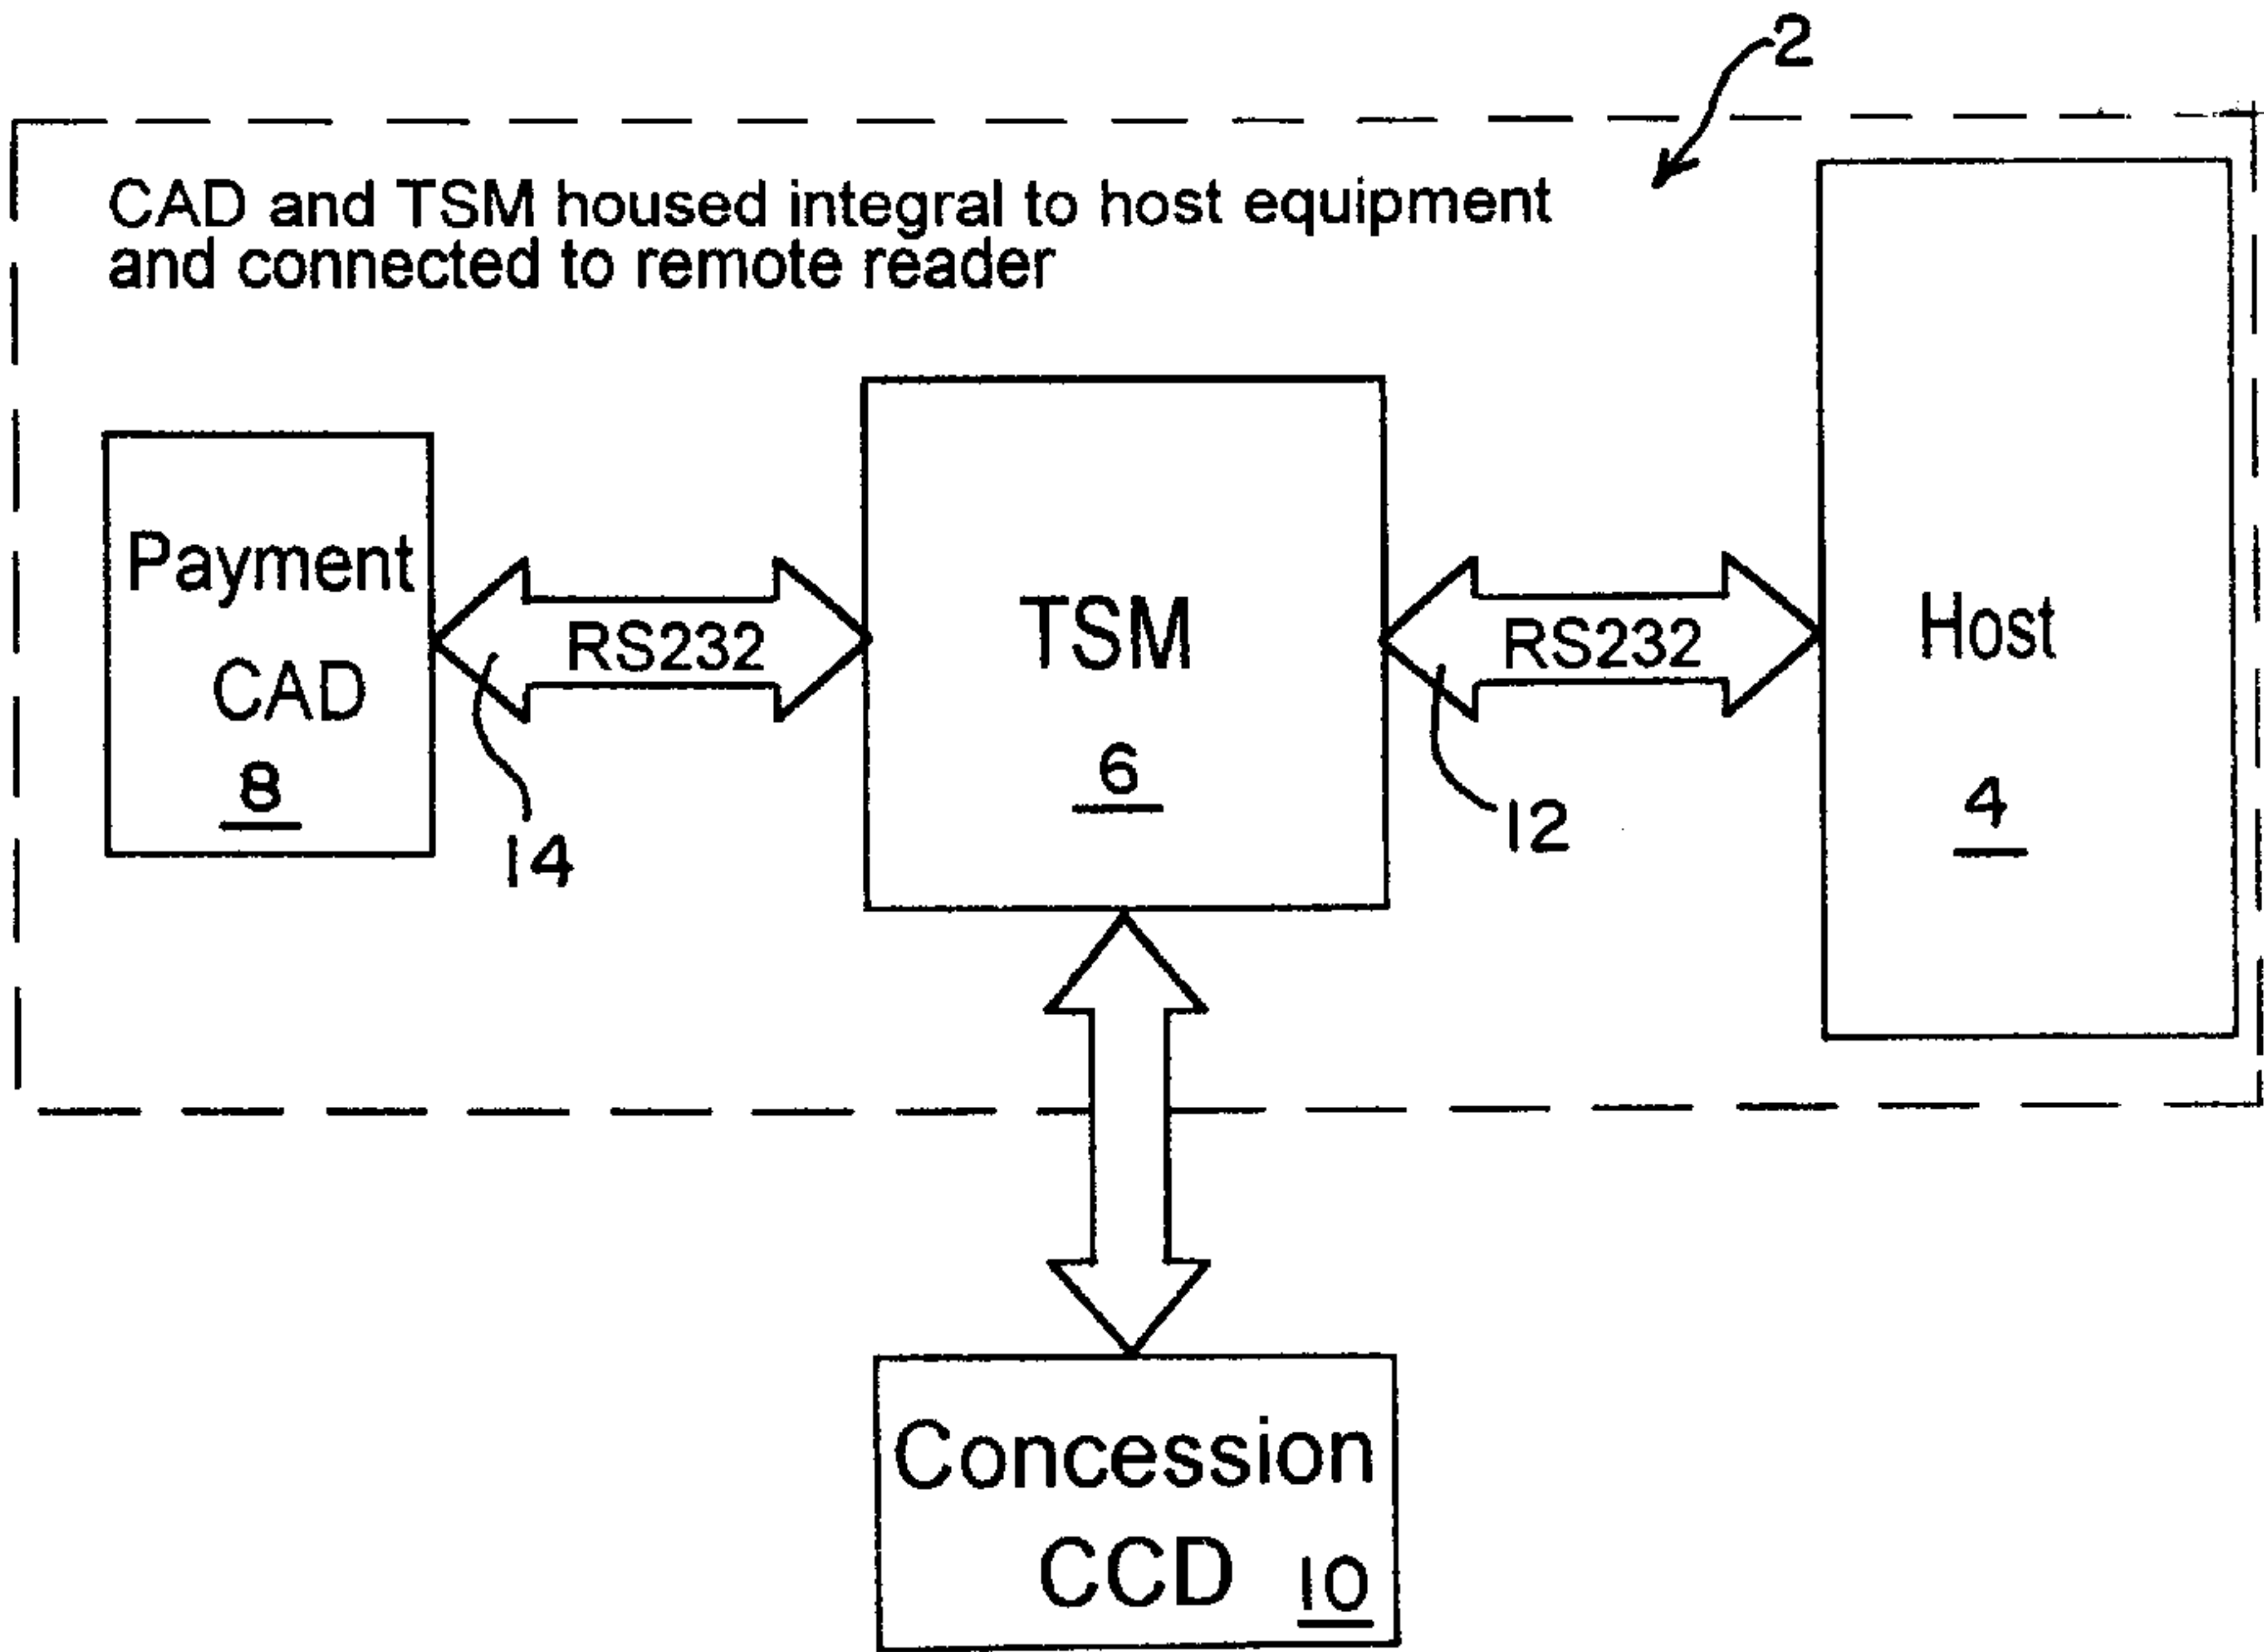 2
CAD and TSM housed integral to host equipment
and connected to remote reader
Payment
CAD
8
RS232
14
TSM
6
RS232
12
Host
4
Concession
CCD 10